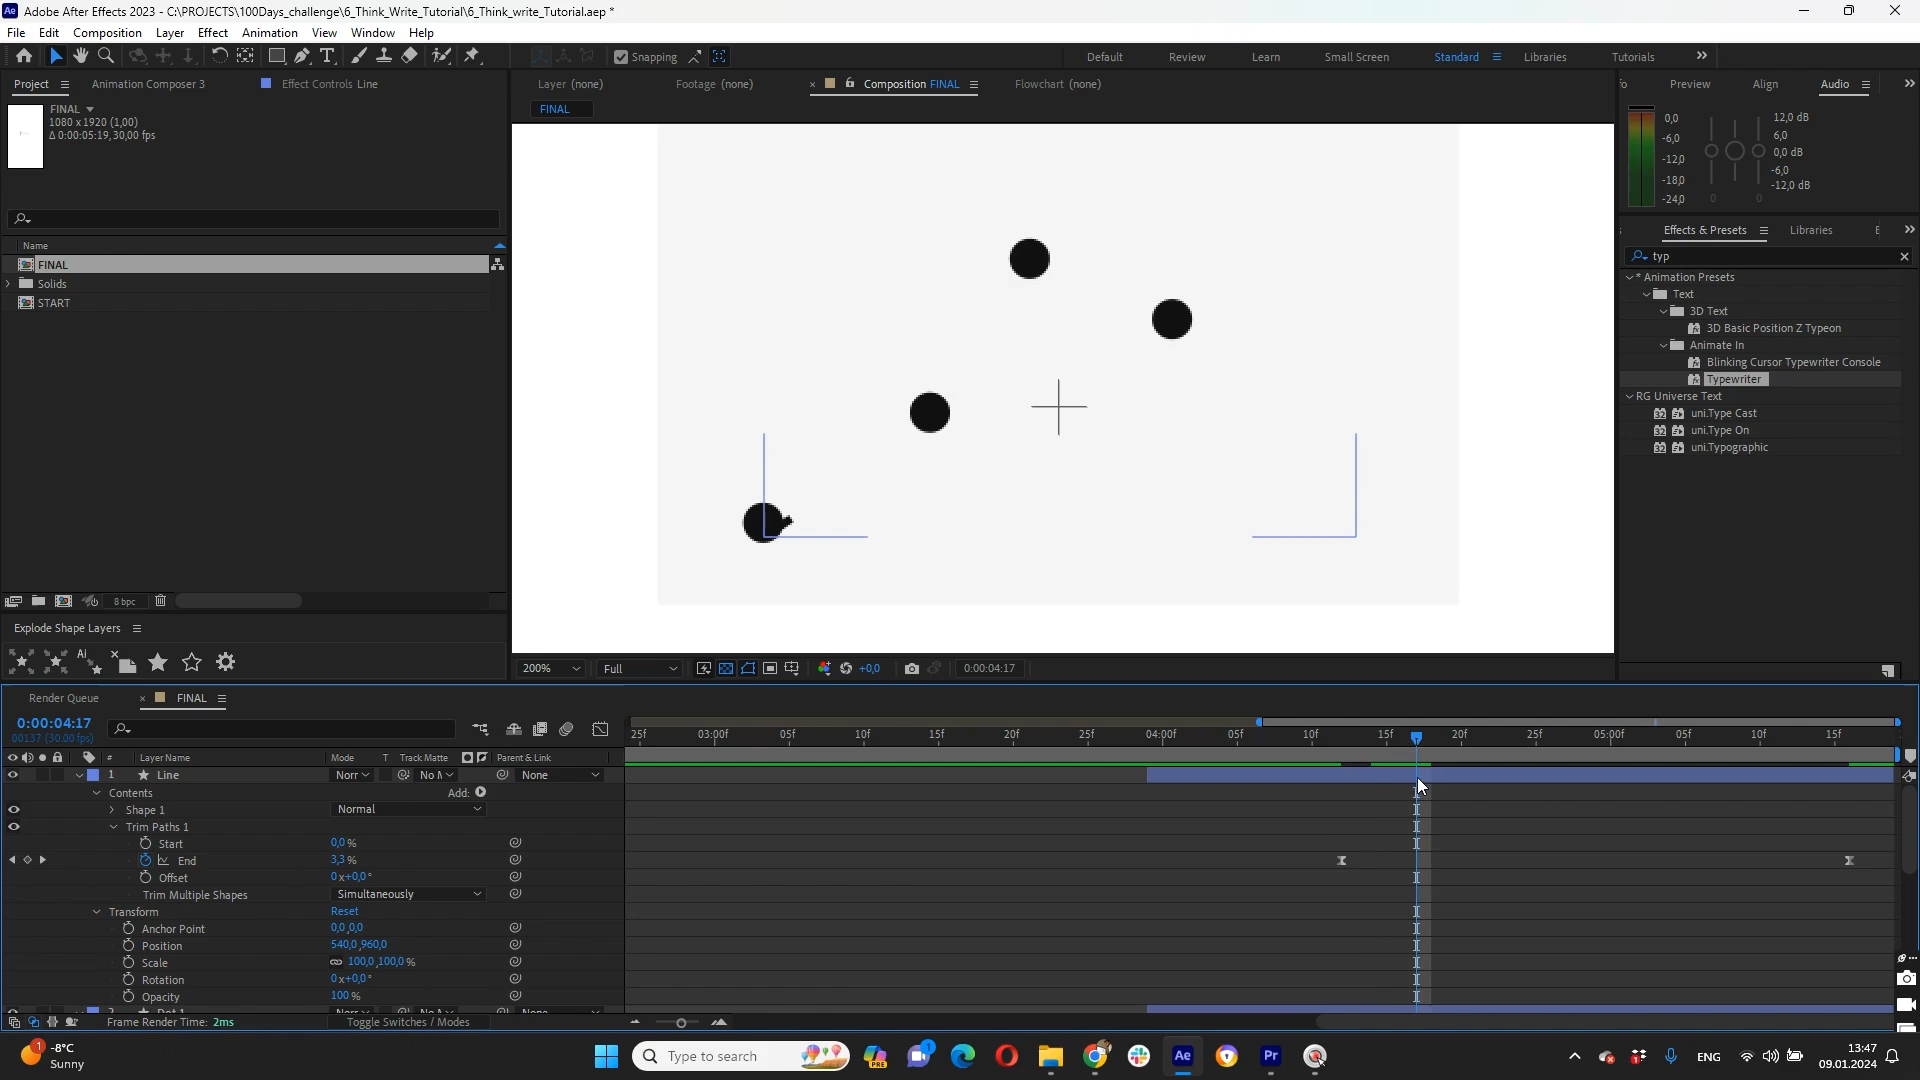 Ae Adobe After Effects 2023 - C:\PROJECTS\100Days_challenge\6_Think_Write_Tutorial\6_Think_write_Tutorial.aep *
File Edit Composition Layer Effect Animation View Window Help
Snapping Default Review Learn Small Screen Standard Libraries Tutorials
Project Animation Composer 3 Effect Controls Line Layer (none) Footage (none) Composition FINAL Flowchart (none) Preview Align Audio
FINAL
1080 x 1920 (1,00)
Δ 0:00:05:19,30,00 fps
FINAL
0,0 12,0 dB
-6,0 6,0
-12,0 0,0 dB
-18,0 -6,0
-24,0 -12,0 dB
0 0
Name
FINAL
Solids
START
Effects & Presets Libraries E
typ
* Animation Presets
Text
3D Text
3D Basic Position Z Typeon
Animate In
Blinking Cursor Typewriter Console
Typewriter
RG Universe Text
uni.Type Cast
uni.Type On
uni.Typographic
8 bpc
Explode Shape Layers
Ai
200% Full +0,0 0:00:04:17
Render Queue FINAL
0:00:04:17
00137 (30.00 fps)
25f 03:00f 05f 10f 15f 20f 25f 04:00f 05f 10f 15f 20f 05:00f 05f 10f 15f
# Layer Name Mode T Track Matte Parent & Link
1 Line Norr No M None
Contents Add:
Shape 1 Normal
Trim Paths 1
Start 0,0 %
End 3,3 %
Offset 0x+0,0°
Trim Multiple Shapes Simultaneously
Transform Reset
Anchor Point 0,0,0,0
Position 540,0,960,0
Scale 100,0,100,0 %
Rotation 0x+0,0°
Opacity 100 %
Frame Render Time: 2ms Toggle Switches / Modes
1 -8°C
Sunny
Type here to search
PRE 1 Ae Pr
ENG
13:47
09.01.2024